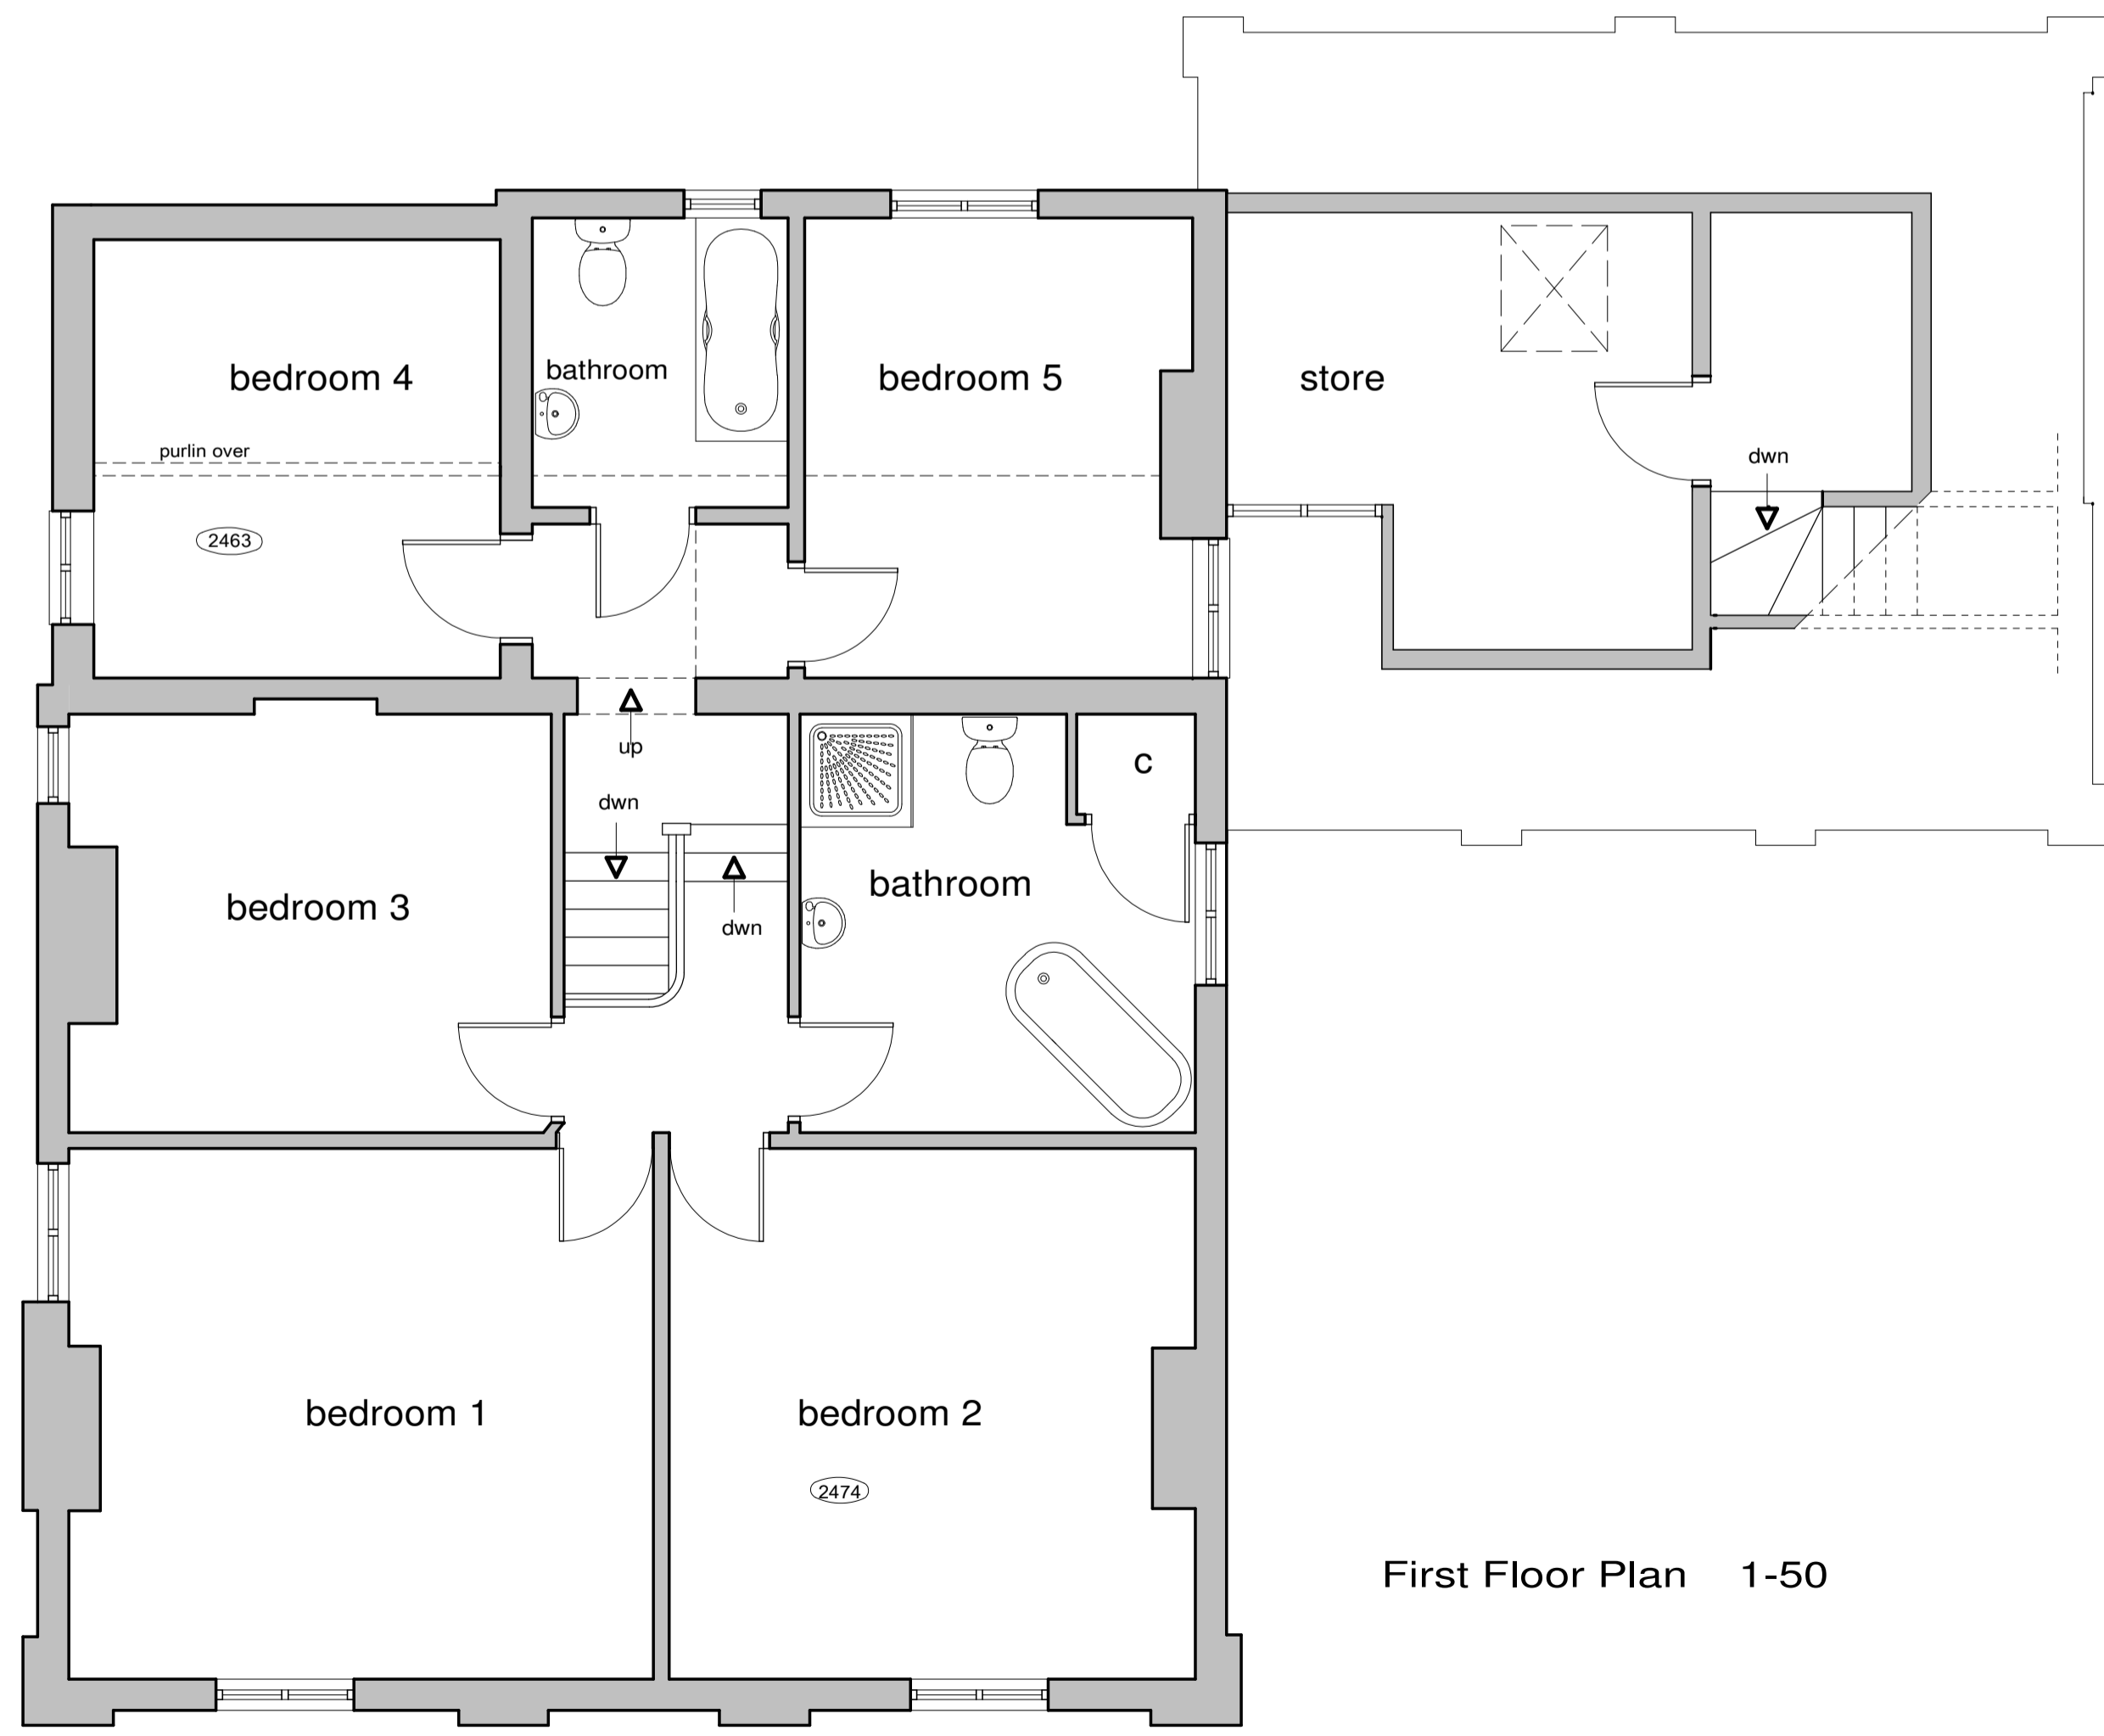 bedroom 4
bathroom
bedroom 5
store
purlin over
dwn
2463
up
c
dwn
bedroom 3
bathroom
dwn
bedroom 1
bedroom 2
2474
First Floor Plan 1-50